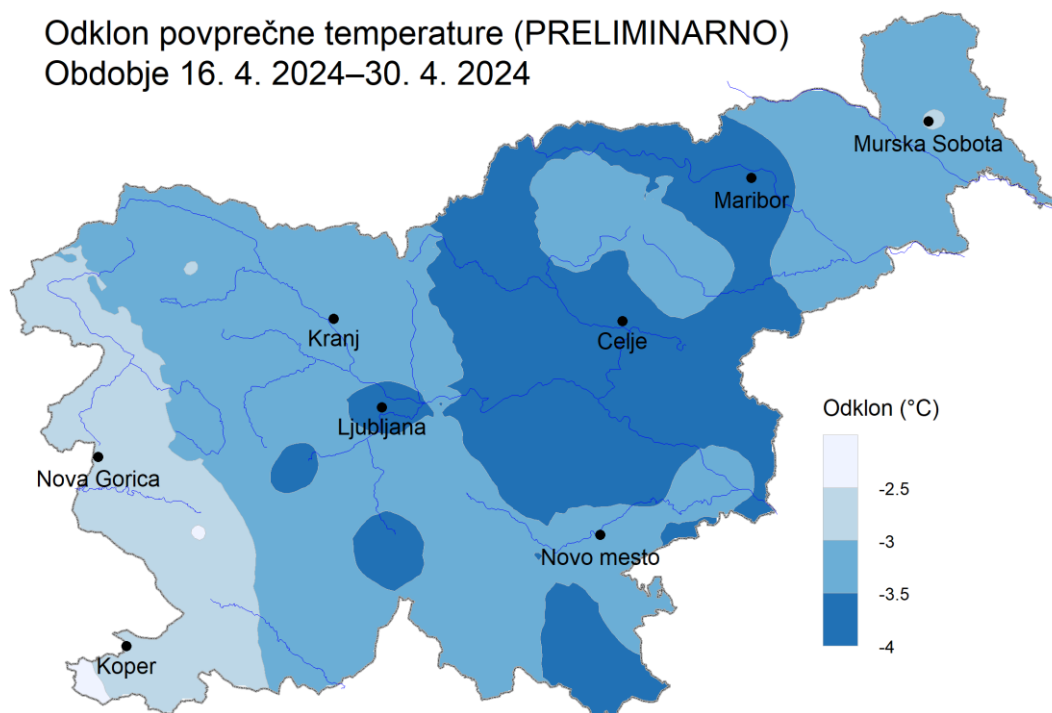 Odklon povprečne temperature (PRELIMINARNO)
Obdobje 16. 4. 2024–30. 4. 2024
Murska Sobota
Maribor
Kranj
Celje
Ljubljana
Nova Gorica
Novo mesto
Koper
Odklon (°C)
-2.5
-3
-3.5
-4